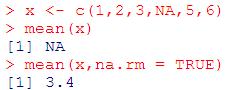 > x <- c(1,2,3,NA,5,6)
> mean(x)
[1] NA
> mean(x,na.rm = TRUE)
[1] 3.4